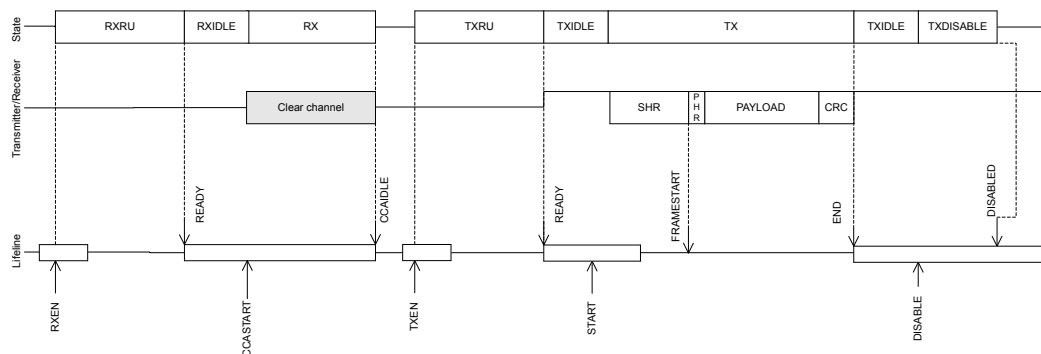 State
RXRU
RXIDLE
RX
TXRU
TXIDLE
TX
TXIDLE
TXDISABLE
Transmitter/Receiver
Clear channel
SHR
PHR
PAYLOAD
CRC
READY
CCAIDLE
READY
FRAMESTART
END
DISABLED
Lifeline
RXEN
CCASTART
TXEN
START
DISABLE